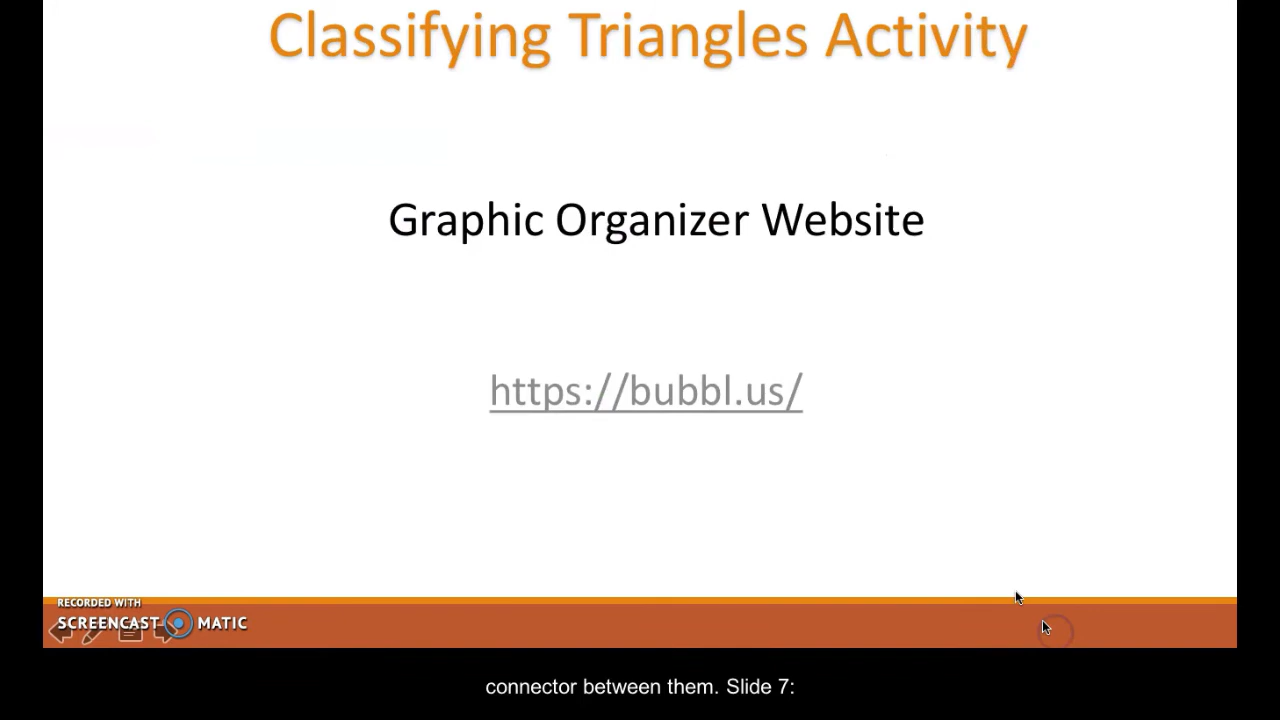 Classifying Triangles Activity
Graphic Organizer Website
https://bubbl.us/
RECORDED WITH
SCREENCAST MATIC
connector between them. Slide 7: